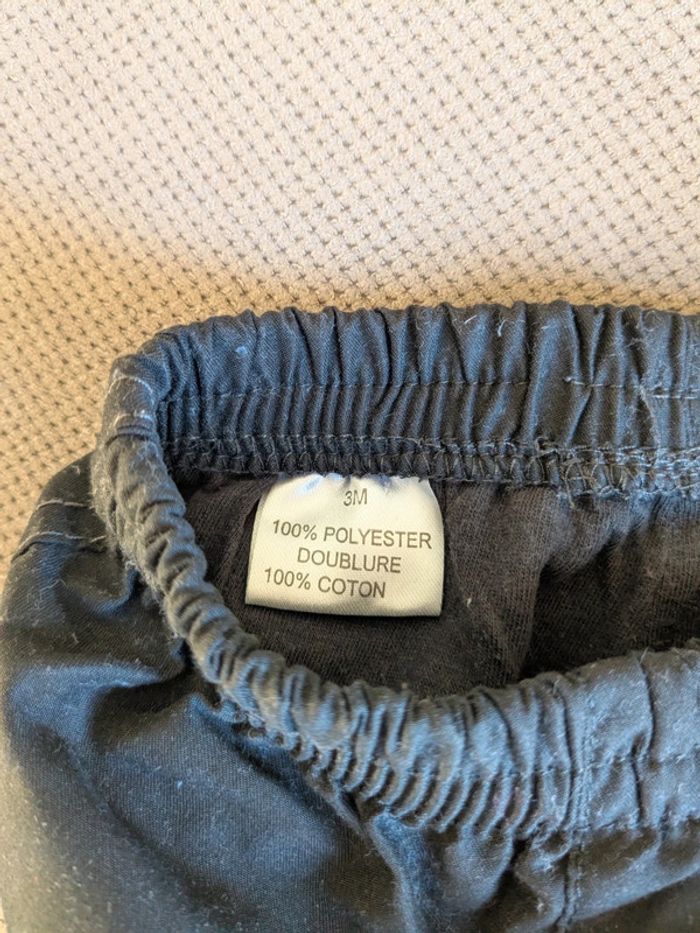 3M
100% POLYESTER
DOUBLURE
100% COTON